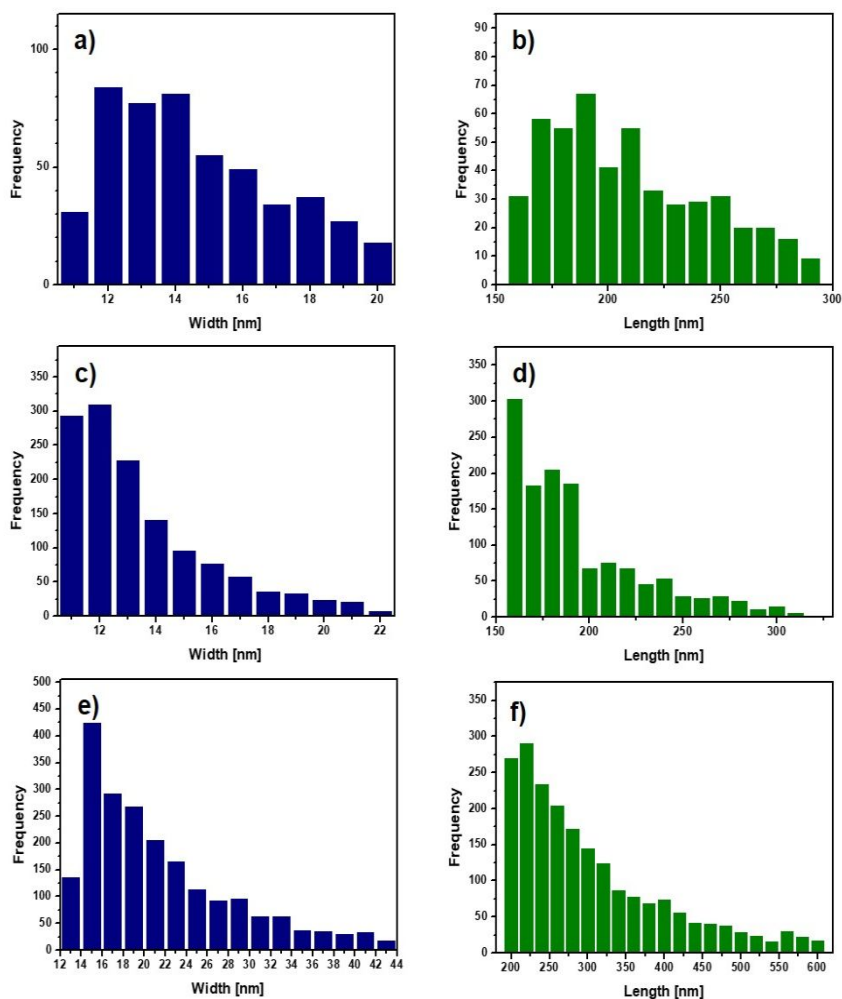 a)
100
50
0
Frequency
12 14 16 18 20
Width [nm]
b)
90
80
70
60
50
40
30
20
10
0
Frequency
150 200 250 300
Length [nm]
c)
350
300
250
200
150
100
50
0
Frequency
12 14 16 18 20 22
Width [nm]
d)
350
300
250
200
150
100
50
0
Frequency
150 200 250 300
Length [nm]
e)
500
450
400
350
300
250
200
150
100
50
0
Frequency
12 14 16 18 20 22 24 26 28 30 32 34 36 38 40 42 44
Width [nm]
f)
350
300
250
200
150
100
50
0
Frequency
200 250 300 350 400 450 500 550 600
Length [nm]